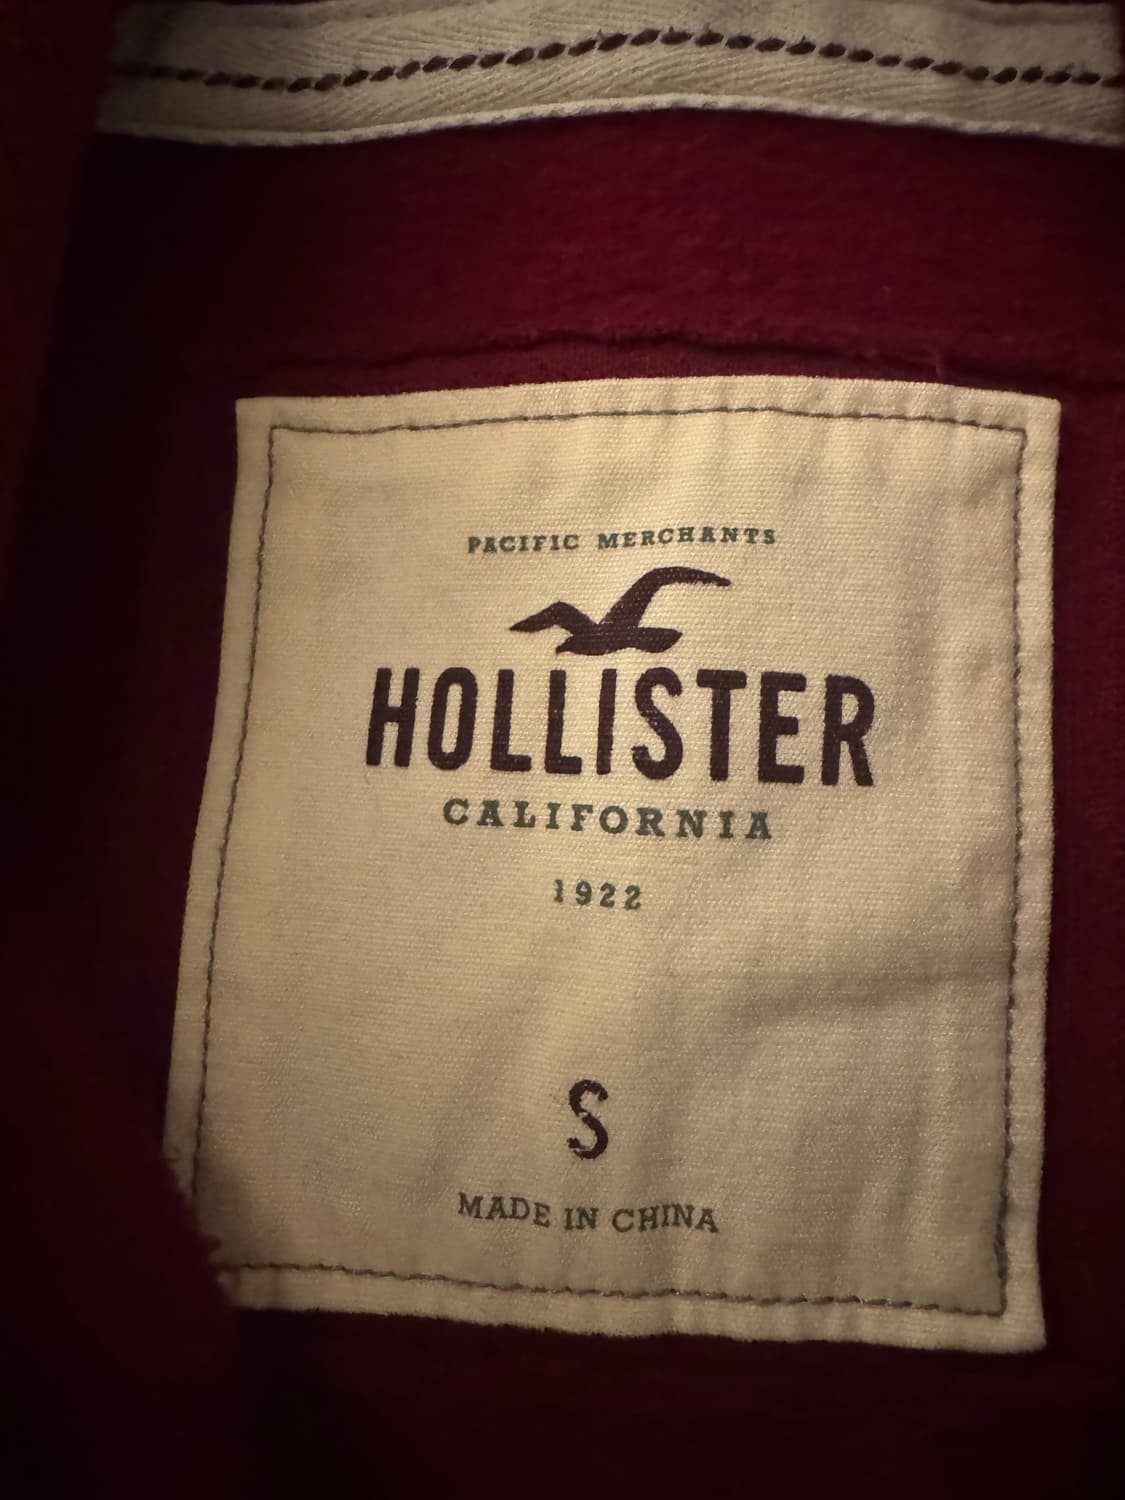 PACIFIC MERCHANTS
HOLLISTER
CALIFORNIA
1922
S
MADE IN CHINA